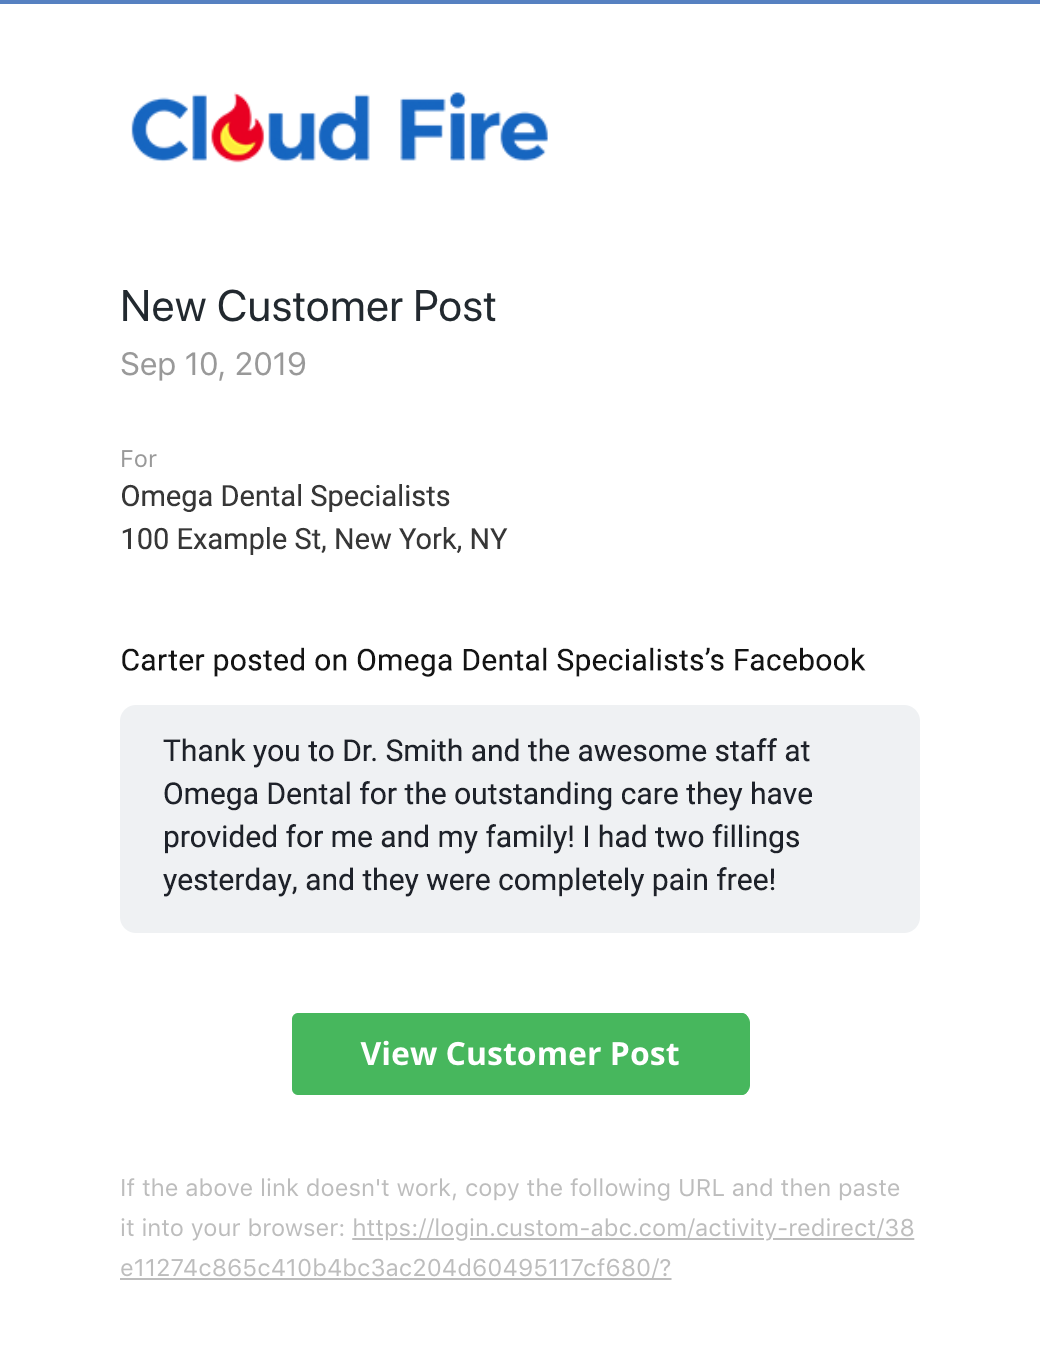 Cloud Fire
New Customer Post
Sep 10, 2019
For
Omega Dental Specialists
100 Example St, New York, NY
Carter posted on Omega Dental Specialists’s Facebook
Thank you to Dr. Smith and the awesome staff at
Omega Dental for the outstanding care they have
provided for me and my family! I had two fillings
yesterday, and they were completely pain free!
View Customer Post
If the above link doesn't work, copy the following URL and then paste
it into your browser: https://login.custom-abc.com/activity-redirect/38
e11274c865c410b4bc3ac204d60495117cf680/?